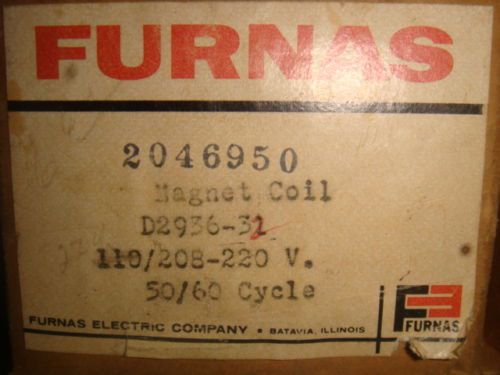 FURNAS
2046950
Magnet Coil
D2936-32
110/208-220 V.
50/60 Cycle
FURNAS ELECTRIC COMPANY • BATAVIA, ILLINOIS
FURNAS